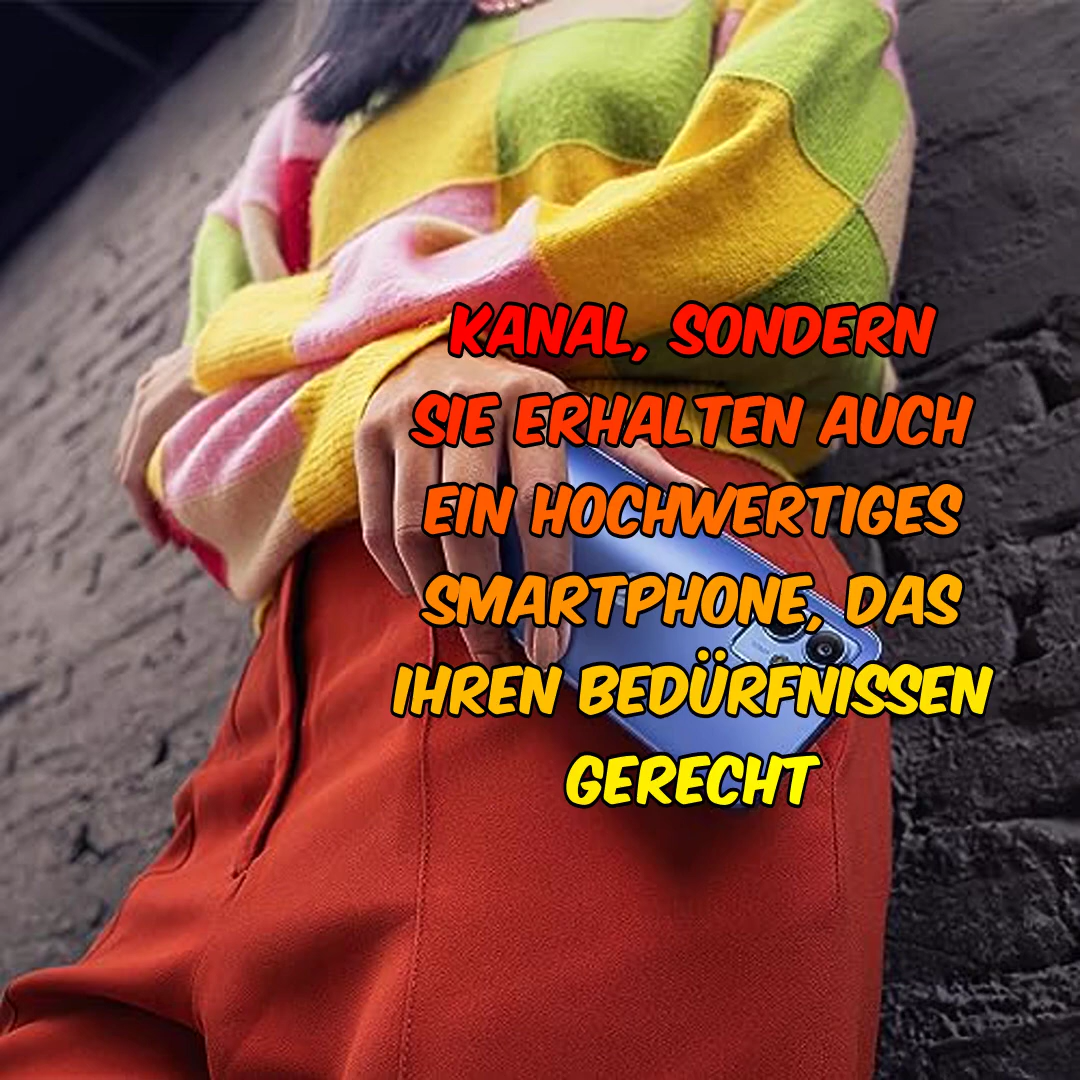 KANAL, SONDERN
SIE ERHALTEN AUCH
EIN HOCHWERTIGES
SMARTPHONE, DAS
IHREN BEDÜRFNISSEN
GERECHT